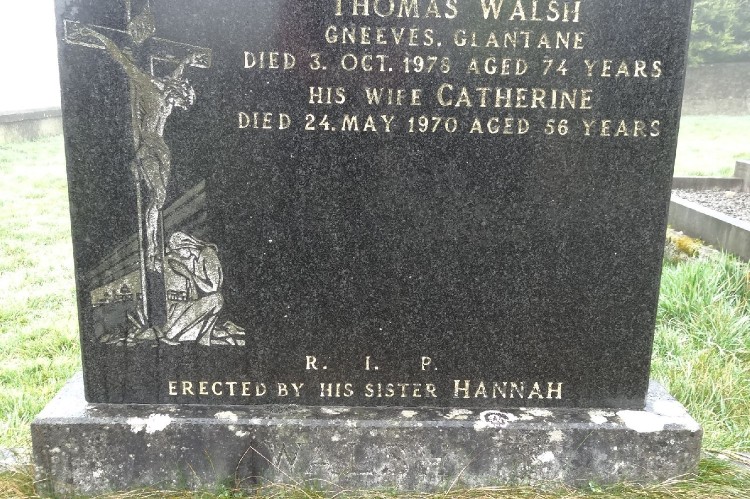 THOMAS WALSH
GNEEVES, GLANTANE
DIED 3. OCT. 1978 AGED 74 YEARS
HIS WIFE CATHERINE
DIED 24. MAY 1970 AGED 56 YEARS
R. I. P.
ERECTED BY HIS SISTER HANNAH